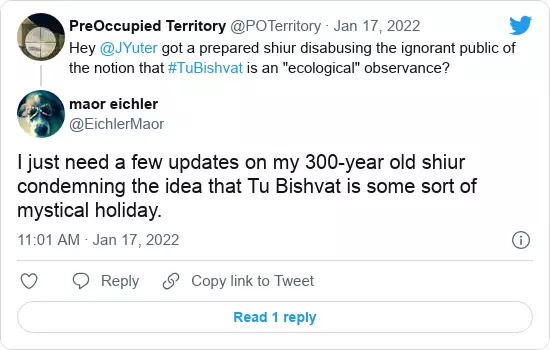 PreOccupied Territory @POTerritory · Jan 17, 2022
Hey @JYuter got a prepared shiur disabusing the ignorant public of
the notion that #TuBishvat is an "ecological" observance?
maor eichler
@EichlerMaor
I just need a few updates on my 300-year old shiur
condemning the idea that Tu Bishvat is some sort of
mystical holiday.
11:01 AM · Jan 17, 2022
Reply Copy link to Tweet
Read 1 reply